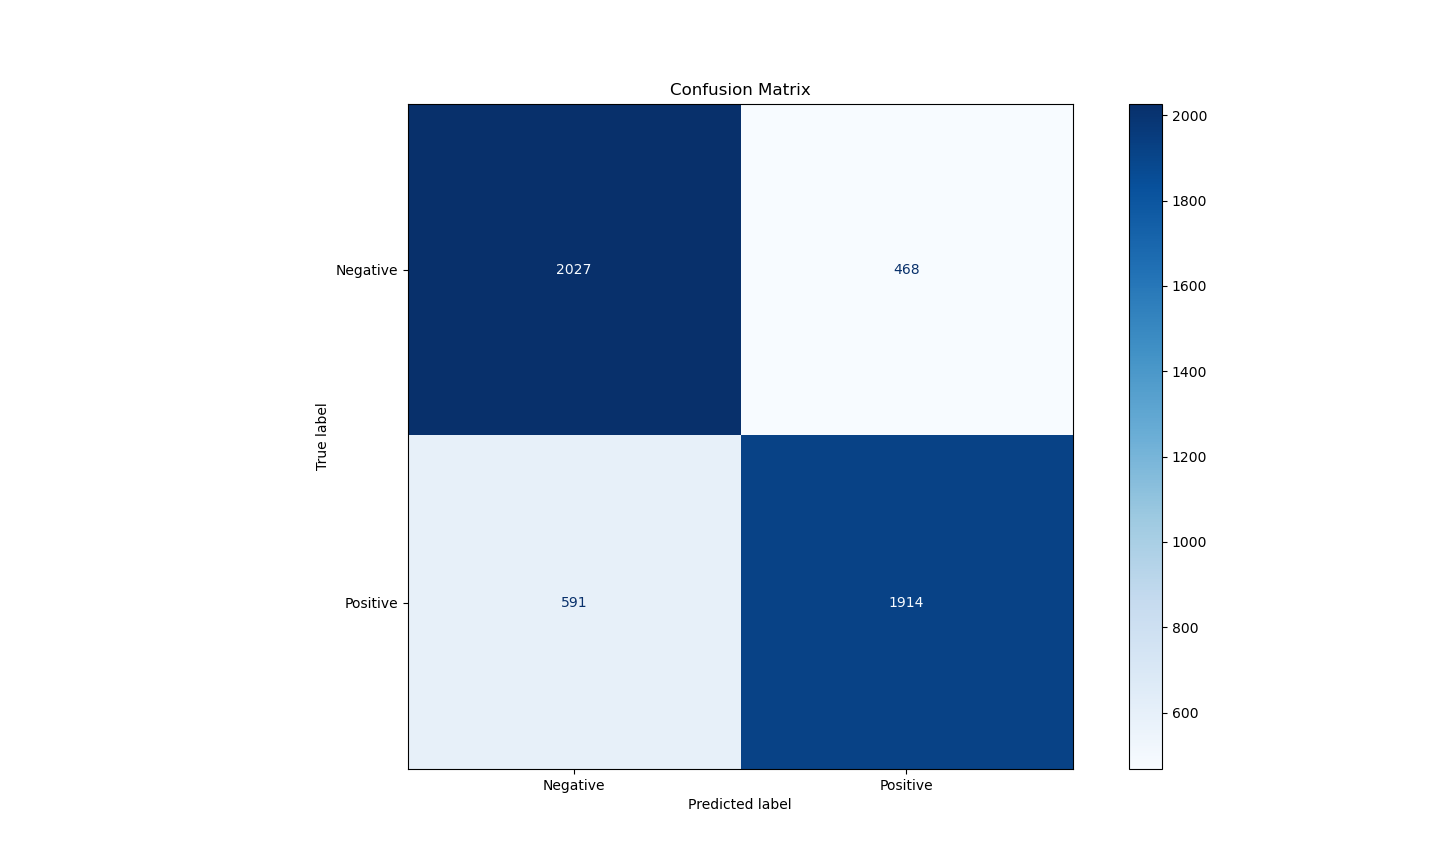 Confusion Matrix
True label
Negative
Positive
2027
468
591
1914
Negative
Positive
Predicted label
2000
1800
1600
1400
1200
1000
800
600